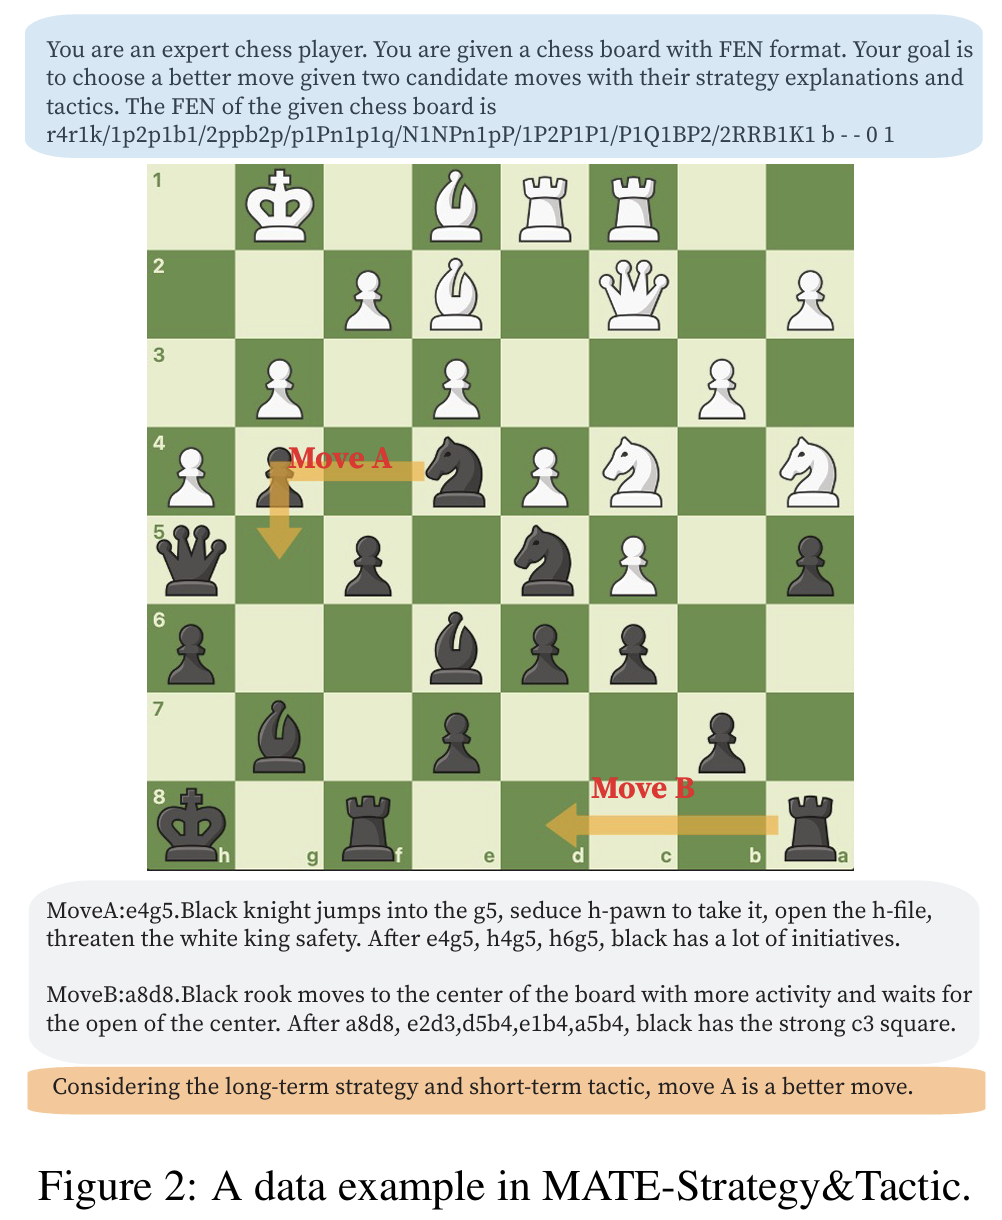 You are an expert chess player. You are given a chess board with FEN format. Your goal is
to choose a better move given two candidate moves with their strategy explanations and
tactics. The FEN of the given chess board is
r4r1k/1p2p1b1/2ppb2p/p1Pn1p1q/N1NPn1pP/1P2P1P1/P1Q1BP2/2RRB1K1 b - - 0 1
1
2
3
4
Move A
5
6
7
Move B
8
h
g
f
e
d
c
b
a
MoveA:e4g5.Black knight jumps into the g5, seduce h-pawn to take it, open the h-file,
threaten the white king safety. After e4g5, h4g5, h6g5, black has a lot of initiatives.
MoveB:a8d8.Black rook moves to the center of the board with more activity and waits for
the open of the center. After a8d8, e2d3,d5b4,e1b4,a5b4, black has the strong c3 square.
Considering the long-term strategy and short-term tactic, move A is a better move.
Figure 2: A data example in MATE-Strategy&Tactic.